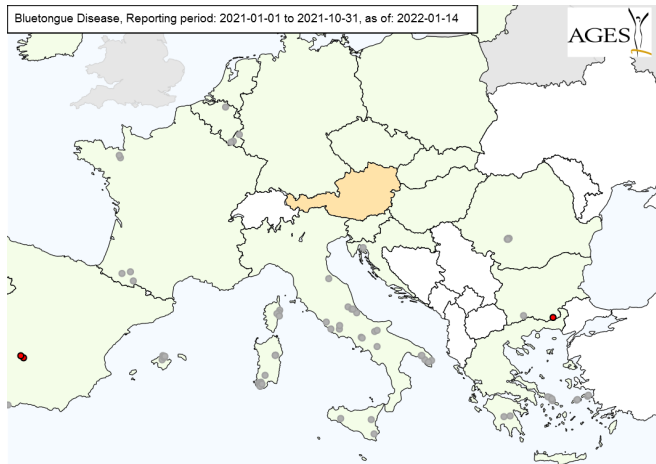 Bluetongue Disease, Reporting period: 2021-01-01 to 2021-10-31, as of: 2022-01-14
AGES